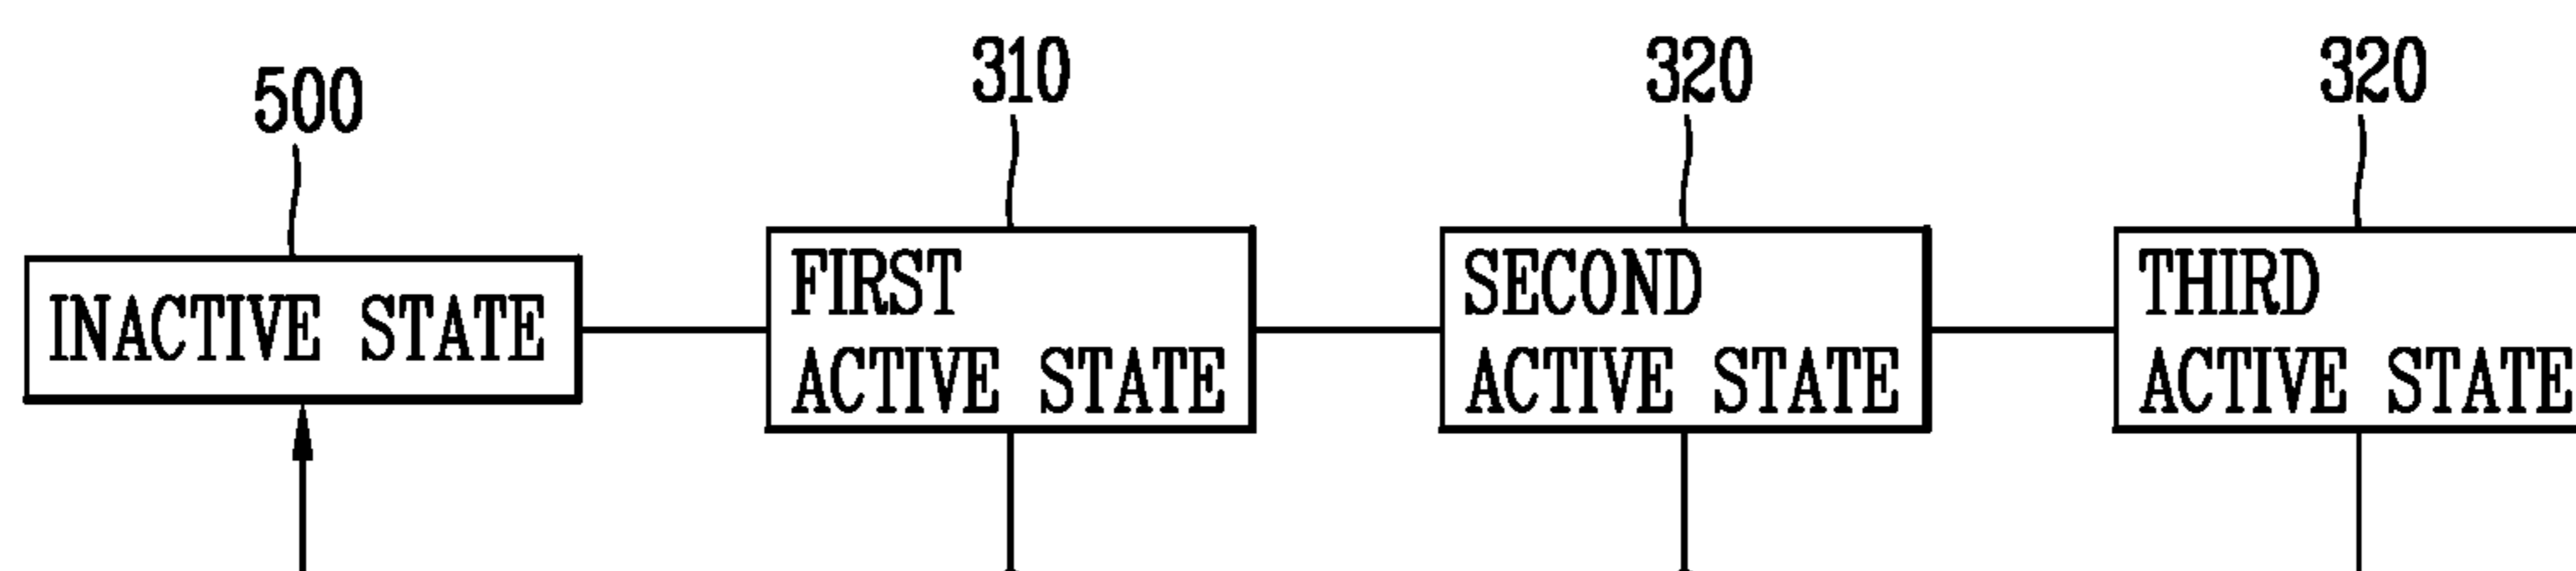 500
310
320
320
INACTIVE STATE
FIRST
ACTIVE STATE
SECOND
ACTIVE STATE
THIRD
ACTIVE STATE